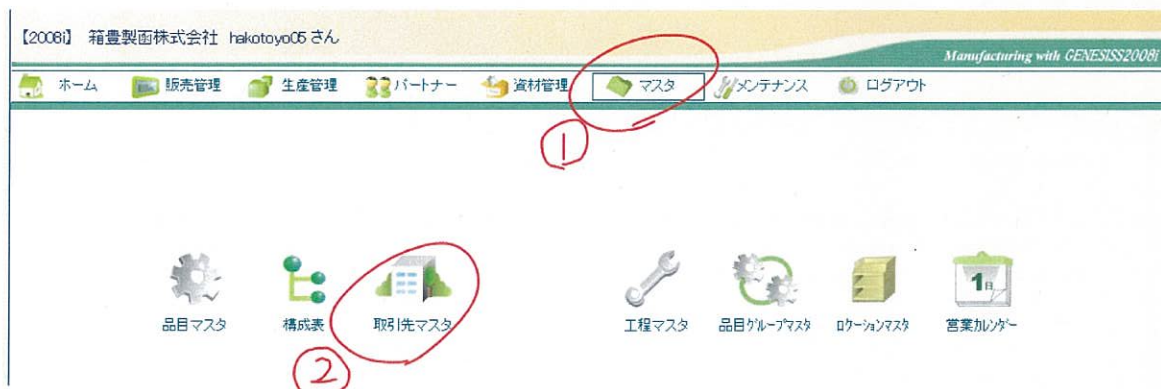 【2008i】 箱豊製函株式会社 hakotoyo05 さん
Manufacturing with GENESISS2008i
ホーム 販売管理 生産管理 パートナー 資材管理 マスタ メンテナンス ログアウト
①
1日
品目マスタ 構成表 取引先マスタ 工程マスタ 品目グループマスタ ロケーションマスタ 営業カレンダー
②